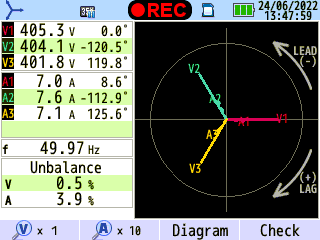 REC
24/06/2022
13:47:59
V1 405.3 V 0.0°
V2 404.1 V -120.5°
V3 401.8 V 119.8°
A1 7.0 A 8.6°
A2 7.6 A -112.9°
A3 7.1 A 125.6°
f 49.97 Hz
Unbalance
V 0.5 %
A 3.9 %
LEAD
(-)
V2
A2
A1 V1
A3
V3
(+)
LAG
V x 1 A x 10 Diagram Check